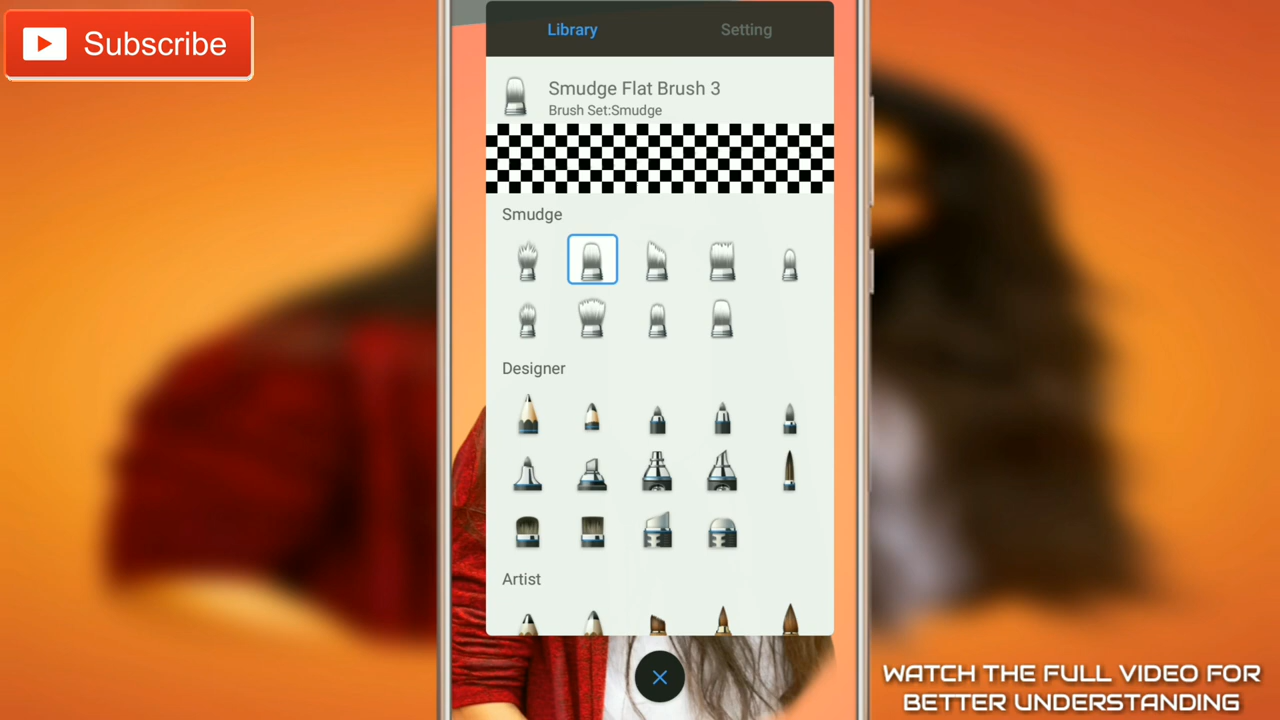 Subscribe
Library
Setting
Smudge Flat Brush 3
Brush Set:Smudge
Smudge
Designer
Artist
WATCH THE FULL VIDEO FOR
BETTER UNDERSTANDING